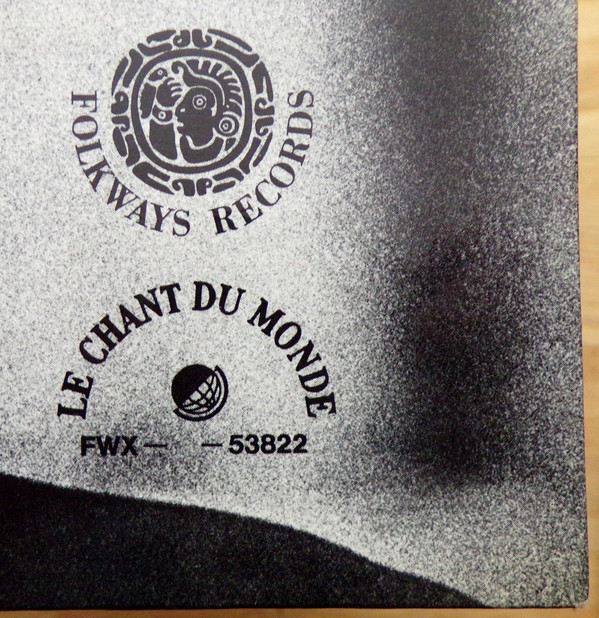 FOLKWAYS RECORDS
LE CHANT DU MONDE
FWX— —53822